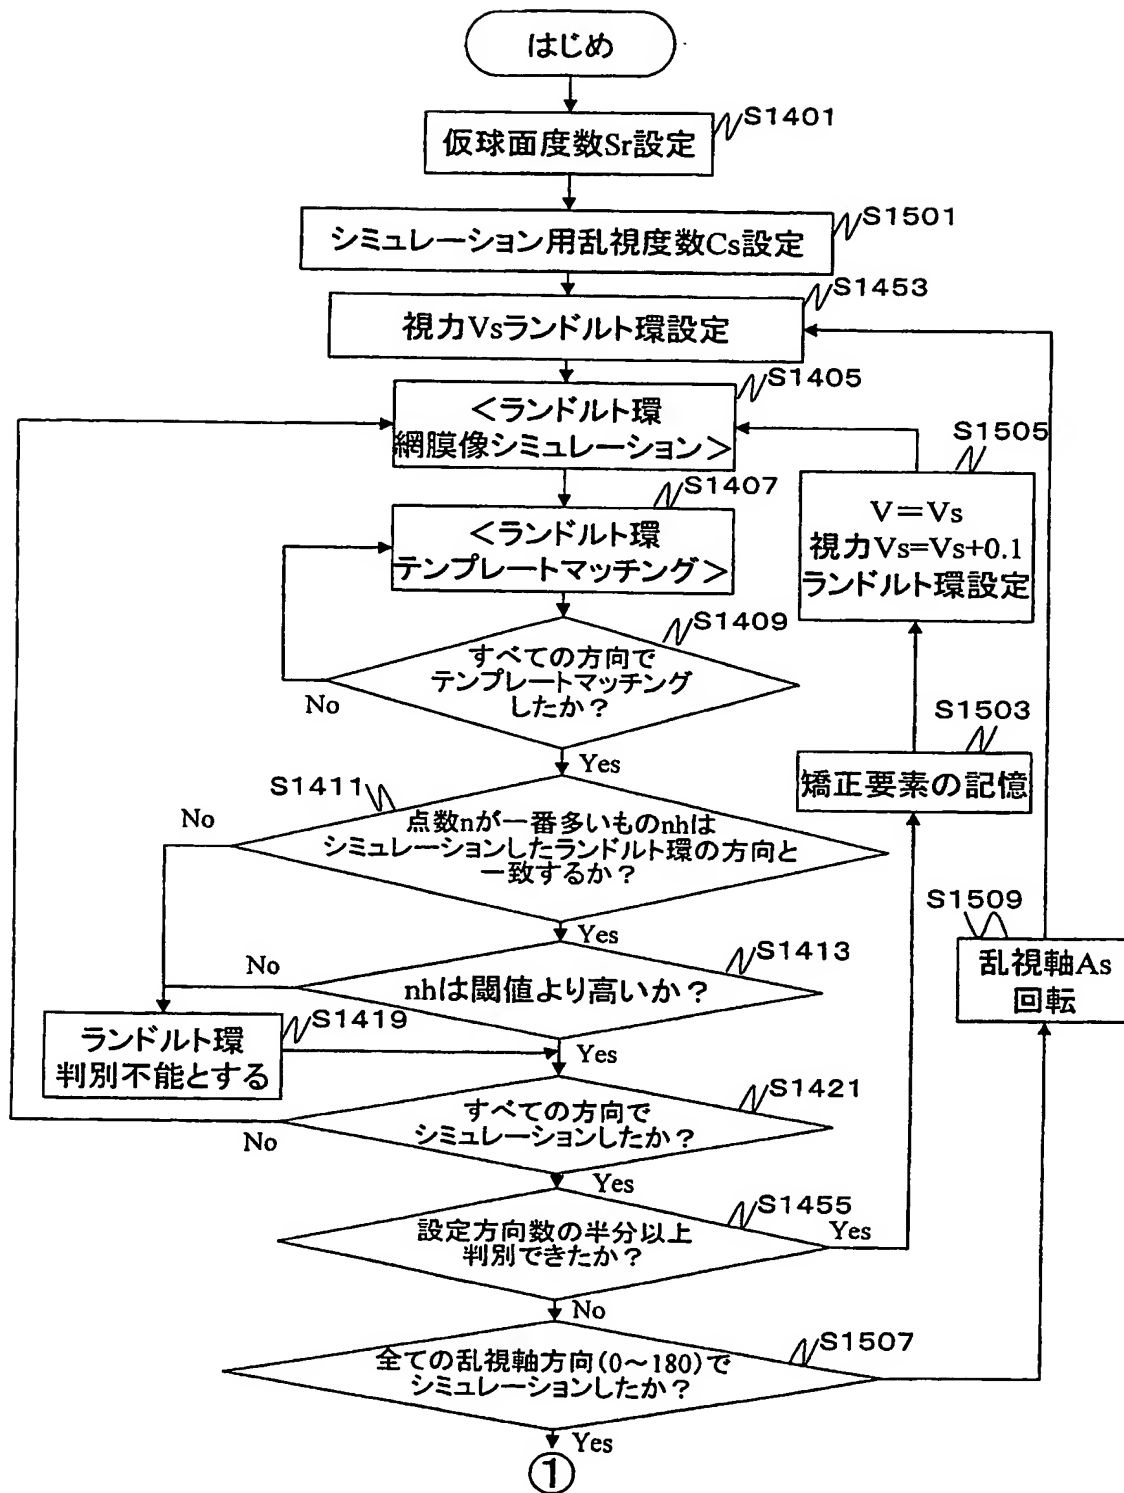 はじめ
S1401
仮球面度数Sr設定
S1501
シミュレーション用乱視度数Cs設定
S1453
視力Vsランドルト環設定
S1405
<ランドルト環
網膜像シミュレーション>
S1505
V=Vs
視力Vs=Vs+0.1
ランドルト環設定
S1407
<ランドルト環
テンプレートマッチング>
S1409
すべての方向で
テンプレートマッチング
したか?
No
Yes
S1503
矯正要素の記憶
S1411
No
点数nが一番多いものnhは
シミュレーションしたランドルト環の方向と
一致するか?
Yes
S1509
乱視軸As
回転
S1413
No
nhは閾値より高いか?
Yes
S1419
ランドルト環
判別不能とする
S1421
すべての方向で
シミュレーションしたか?
No
Yes
S1455
設定方向数の半分以上
判別できたか?
Yes
No
S1507
全ての乱視軸方向(0~180)で
シミュレーションしたか?
Yes
①